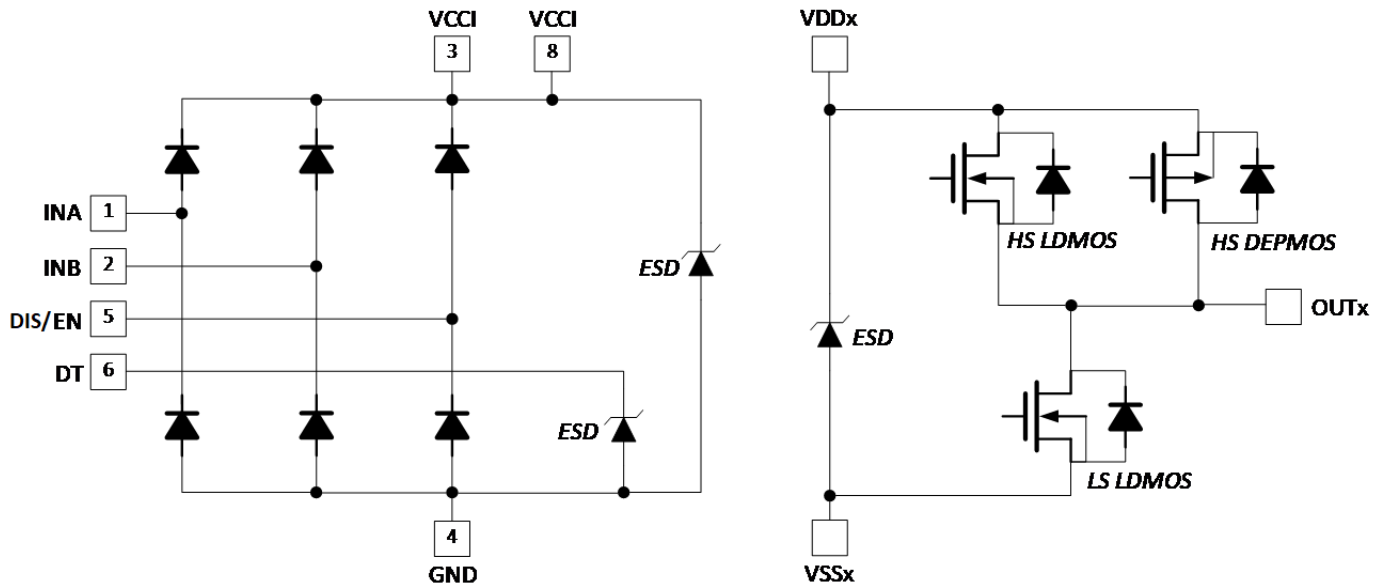 VCCI VCCI VDDx
3 8
INA 1
INB 2
DIS/EN 5
DT 6
ESD
ESD
4
GND
HS LDMOS HS DEPMOS
OUTx
ESD
LS LDMOS
VSSx